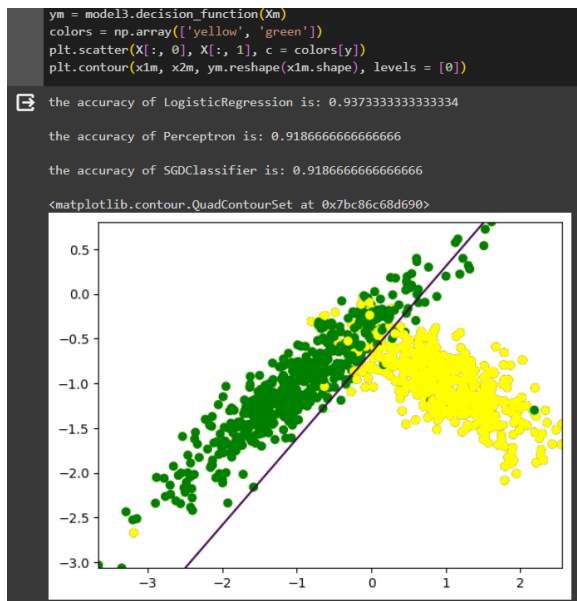 ym = model3.decision_function(Xm)
colors = np.array(['yellow', 'green'])
plt.scatter(X[:, 0], X[:, 1], c = colors[y])
plt.contour(x1m, x2m, ym.reshape(x1m.shape), levels = [0])
the accuracy of LogisticRegression is: 0.9373333333333334
the accuracy of Perceptron is: 0.9186666666666666
the accuracy of SGDClassifier is: 0.9186666666666666
<matplotlib.contour.QuadContourSet at 0x7bc86c68d690>
0.5
0.0
−0.5
−1.0
−1.5
−2.0
−2.5
−3.0
−3 −2 −1 0 1 2